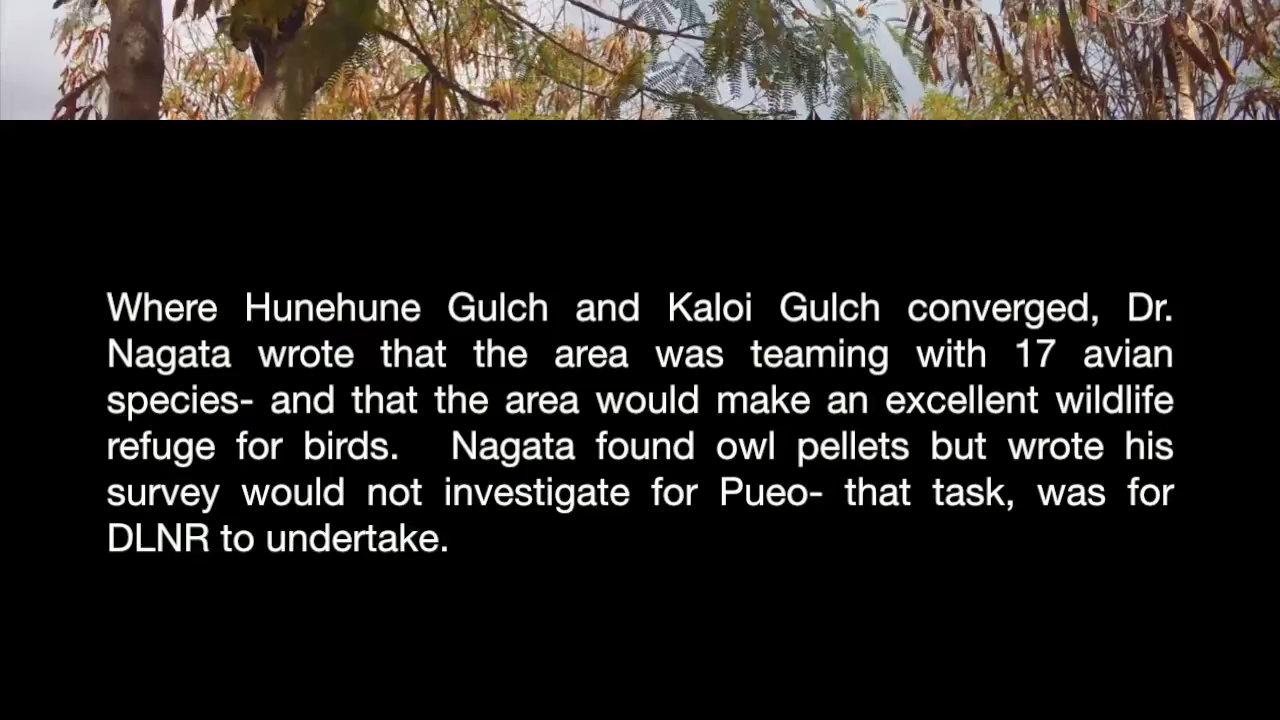 Where Hunehune Gulch and Kaloi Gulch converged, Dr.
Nagata wrote that the area was teaming with 17 avian
species- and that the area would make an excellent wildlife
refuge for birds. Nagata found owl pellets but wrote his
survey would not investigate for Pueo- that task, was for
DLNR to undertake.